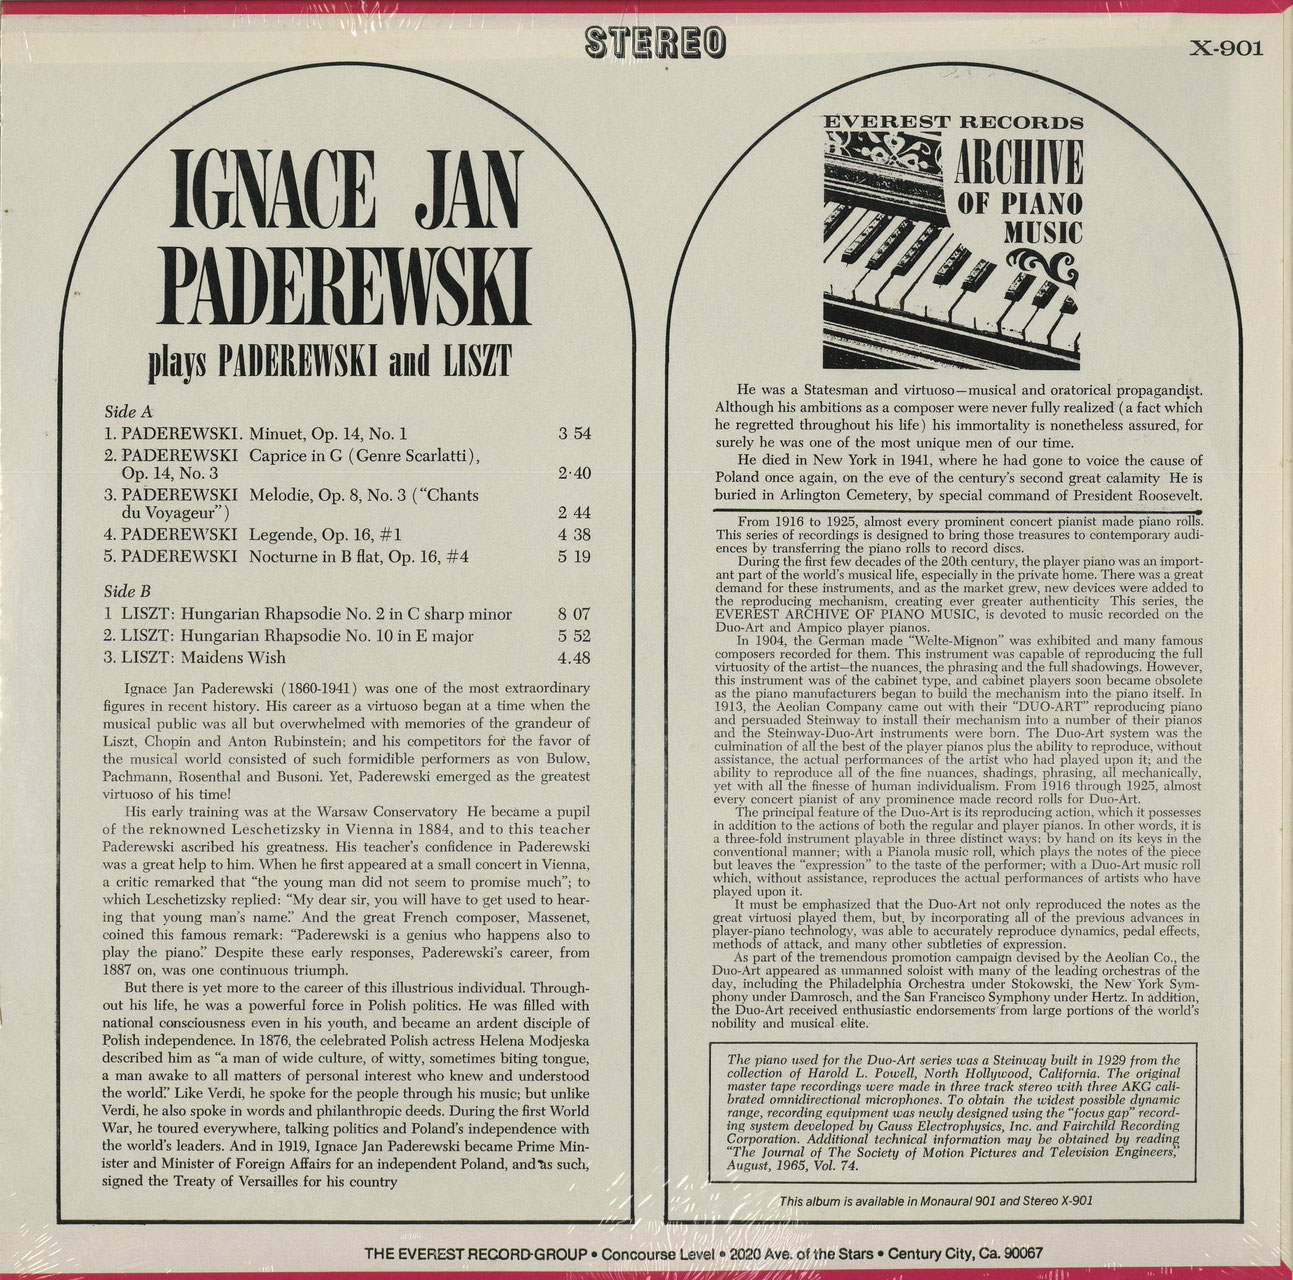 STEREO
X-901
IGNACE JAN
PADEREWSKI
plays PADEREWSKI and LISZT
Side A
1. PADEREWSKI. Minuet, Op. 14, No. 1 3 54
2. PADEREWSKI Caprice in G (Genre Scarlatti),
Op. 14, No. 3 2·40
3. PADEREWSKI Melodie, Op. 8, No. 3 (“Chants
du Voyageur”) 2 44
4. PADEREWSKI Legende, Op. 16, #1 4 38
5. PADEREWSKI Nocturne in B flat, Op. 16, #4 5 19
Side B
1 LISZT: Hungarian Rhapsodie No. 2 in C sharp minor 8 07
2. LISZT: Hungarian Rhapsodie No. 10 in E major 5 52
3. LISZT: Maidens Wish 4.48
Ignace Jan Paderewski (1860-1941) was one of the most extraordinary
figures in recent history. His career as a virtuoso began at a time when the
musical public was all but overwhelmed with memories of the grandeur of
Liszt, Chopin and Anton Rubinstein; and his competitors for the favor of
the musical world consisted of such formidible performers as von Bulow,
Pachmann, Rosenthal and Busoni. Yet, Paderewski emerged as the greatest
virtuoso of his time!
His early training was at the Warsaw Conservatory He became a pupil
of the reknowned Leschetizsky in Vienna in 1884, and to this teacher
Paderewski ascribed his greatness. His teacher's confidence in Paderewski
was a great help to him. When he first appeared at a small concert in Vienna,
a critic remarked that “the young man did not seem to promise much”; to
which Leschetizsky replied: “My dear sir, you will have to get used to hear-
ing that young man's name.” And the great French composer, Massenet,
coined this famous remark: “Paderewski is a genius who happens also to
play the piano.” Despite these early responses, Paderewski's career, from
1887 on, was one continuous triumph.
But there is yet more to the career of this illustrious individual. Through-
out his life, he was a powerful force in Polish politics. He was filled with
national consciousness even in his youth, and became an ardent disciple of
Polish independence. In 1876, the celebrated Polish actress Helena Modjeska
described him as “a man of wide culture, of witty, sometimes biting tongue,
a man awake to all matters of personal interest who knew and understood
the world.” Like Verdi, he spoke for the people through his music; but unlike
Verdi, he also spoke in words and philanthropic deeds. During the first World
War, he toured everywhere, talking politics and Poland's independence with
the world's leaders. And in 1919, Ignace Jan Paderewski became Prime Min-
ister and Minister of Foreign Affairs for an independent Poland, and as such,
signed the Treaty of Versailles for his country
EVEREST RECORDS
ARCHIVE
OF PIANO
MUSIC
He was a Statesman and virtuoso—musical and oratorical propagandist.
Although his ambitions as a composer were never fully realized (a fact which
he regretted throughout his life) his immortality is nonetheless assured, for
surely he was one of the most unique men of our time.
He died in New York in 1941, where he had gone to voice the cause of
Poland once again, on the eve of the century's second great calamity He is
buried in Arlington Cemetery, by special command of President Roosevelt.
From 1916 to 1925, almost every prominent concert pianist made piano rolls.
This series of recordings is designed to bring those treasures to contemporary audi-
ences by transferring the piano rolls to record discs.
During the first few decades of the 20th century, the player piano was an import-
ant part of the world's musical life, especially in the private home. There was a great
demand for these instruments, and as the market grew, new devices were added to
the reproducing mechanism, creating ever greater authenticity This series, the
EVEREST ARCHIVE OF PIANO MUSIC, is devoted to music recorded on the
Duo-Art and Ampico player pianos.
In 1904, the German made “Welte-Mignon” was exhibited and many famous
composers recorded for them. This instrument was capable of reproducing the full
virtuosity of the artist—the nuances, the phrasing and the full shadowings. However,
this instrument was of the cabinet type, and cabinet players soon became obsolete
as the piano manufacturers began to build the mechanism into the piano itself. In
1913, the Aeolian Company came out with their “DUO-ART” reproducing piano
and persuaded Steinway to install their mechanism into a number of their pianos
and the Steinway-Duo-Art instruments were born. The Duo-Art system was the
culmination of all the best of the player pianos plus the ability to reproduce, without
assistance, the actual performances of the artist who had played upon it; and the
ability to reproduce all of the fine nuances, shadings, phrasing, all mechanically,
yet with all the finesse of human individualism. From 1916 through 1925, almost
every concert pianist of any prominence made record rolls for Duo-Art.
The principal feature of the Duo-Art is its reproducing action, which it possesses
in addition to the actions of both the regular and player pianos. In other words, it is
a three-fold instrument playable in three distinct ways: by hand on its keys in the
conventional manner; with a Pianola music roll, which plays the notes of the piece
but leaves the “expression” to the taste of the performer; with a Duo-Art music roll
which, without assistance, reproduces the actual performances of artists who have
played upon it.
It must be emphasized that the Duo-Art not only reproduced the notes as the
great virtuosi played them, but, by incorporating all of the previous advances in
player-piano technology, was able to accurately reproduce dynamics, pedal effects,
methods of attack, and many other subtleties of expression.
As part of the tremendous promotion campaign devised by the Aeolian Co., the
Duo-Art appeared as unmanned soloist with many of the leading orchestras of the
day, including the Philadelphia Orchestra under Stokowski, the New York Sym-
phony under Damrosch, and the San Francisco Symphony under Hertz. In addition,
the Duo-Art received enthusiastic endorsements from large portions of the world's
nobility and musical elite.
The piano used for the Duo-Art series was a Steinway built in 1929 from the
collection of Harold L. Powell, North Hollywood, California. The original
master tape recordings were made in three track stereo with three AKG cali-
brated omnidirectional microphones. To obtain the widest possible dynamic
range, recording equipment was newly designed using the “focus gap” record-
ing system developed by Gauss Electrophysics, Inc. and Fairchild Recording
Corporation. Additional technical information may be obtained by reading
“The Journal of The Society of Motion Pictures and Television Engineers,”
August, 1965, Vol. 74.
This album is available in Monaural 901 and Stereo X-901
THE EVEREST RECORD GROUP • Concourse Level • 2020 Ave. of the Stars • Century City, Ca. 90067